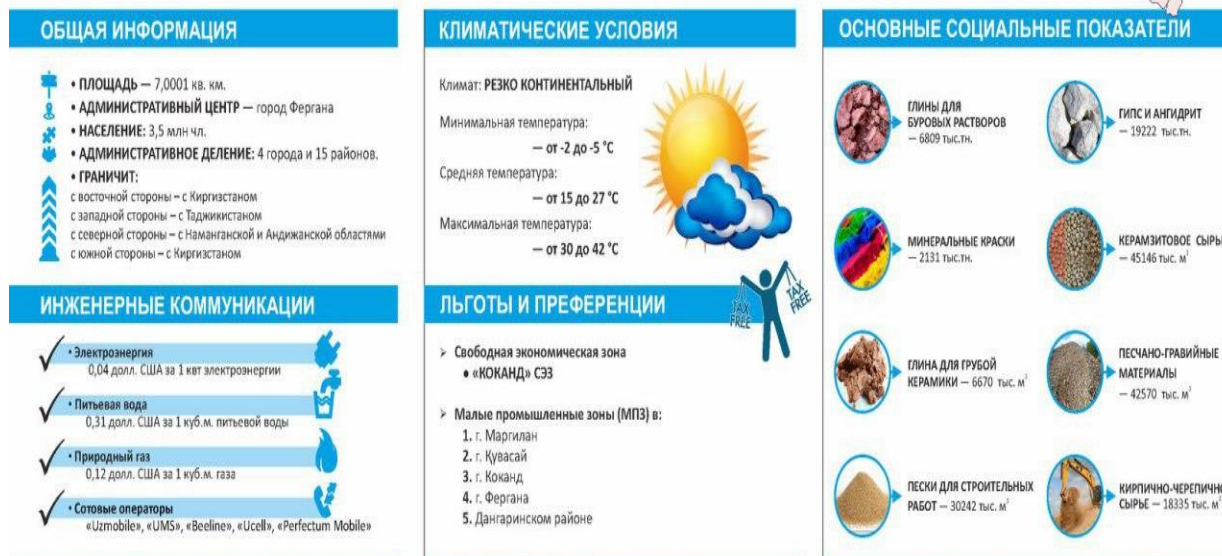 ОБЩАЯ ИНФОРМАЦИЯ
• ПЛОЩАДЬ — 7,0001 кв. км.
• АДМИНИСТРАТИВНЫЙ ЦЕНТР — город Фергана
• НАСЕЛЕНИЕ: 3,5 млн чл.
• АДМИНИСТРАТИВНОЕ ДЕЛЕНИЕ: 4 города и 15 районов.
• ГРАНИЧИТ:
с восточной стороны – с Киргизстаном
с западной стороны – с Таджикистаном
с северной стороны – с Наманганской и Андижанской областями
с южной стороны – с Киргизстаном
ИНЖЕНЕРНЫЕ КОММУНИКАЦИИ
• Электроэнергия
0,04 долл. США за 1 квт электроэнергии
• Питьевая вода
0,31 долл. США за 1 куб.м. питьевой воды
• Природный газ
0,12 долл. США за 1 куб.м. газа
• Сотовые операторы
«Uzmobile», «UMS», «Beeline», «Ucell», «Perfectum Mobile»
КЛИМАТИЧЕСКИЕ УСЛОВИЯ
Климат: РЕЗКО КОНТИНЕНТАЛЬНЫЙ
Минимальная температура:
— от -2 до -5 °C
Средняя температура:
— от 15 до 27 °C
Максимальная температура:
— от 30 до 42 °C
ЛЬГОТЫ И ПРЕФЕРЕНЦИИ
TAX
FREE
TAX
FREE
➢ Свободная экономическая зона
• «КОКАНД» СЭЗ
➢ Малые промышленные зоны (МПЗ) в:
1. г. Маргилан
2. г. Қувасай
3. г. Коканд
4. г. Фергана
5. Дангаринском районе
ОСНОВНЫЕ СОЦИАЛЬНЫЕ ПОКАЗАТЕЛИ
ГЛИНЫ ДЛЯ
БУРОВЫХ РАСТВОРОВ
— 6809 тыс.тн.
ГИПС И АНГИДРИТ
— 19222 тыс.тн.
МИНЕРАЛЬНЫЕ КРАСКИ
— 2131 тыс.тн.
КЕРАМЗИТОВОЕ СЫРЬ
— 45146 тыс. м³
ГЛИНА ДЛЯ ГРУБОЙ
КЕРАМИКИ — 6670 тыс. м³
ПЕСЧАНО-ГРАВИЙНЫЕ
МАТЕРИАЛЫ
— 42570 тыс. м³
ПЕСКИ ДЛЯ СТРОИТЕЛЬНЫХ
РАБОТ — 30242 тыс. м³
КИРПИЧНО-ЧЕРЕПИЧНО
СЫРЬЕ — 18335 тыс. м³